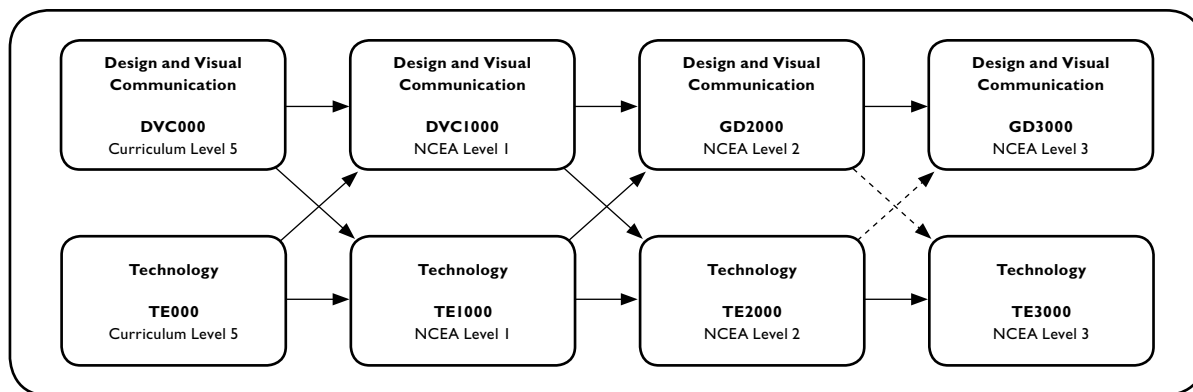 Design and Visual
Communication
DVC000
Curriculum Level 5
Design and Visual
Communication
DVC1000
NCEA Level 1
Design and Visual
Communication
GD2000
NCEA Level 2
Design and Visual
Communication
GD3000
NCEA Level 3
Technology
TE000
Curriculum Level 5
Technology
TE1000
NCEA Level 1
Technology
TE2000
NCEA Level 2
Technology
TE3000
NCEA Level 3